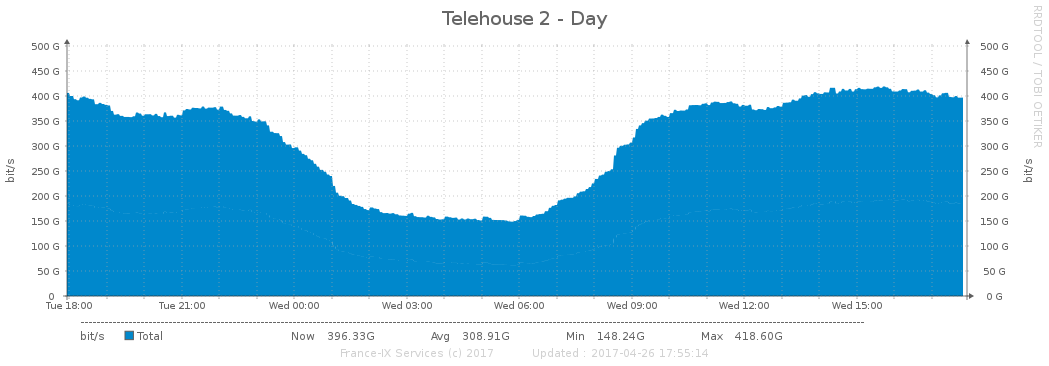 Telehouse 2 - Day
RRDTOOL / TOBI OETIKER
500 G 500 G
450 G 450 G
400 G 400 G
350 G 350 G
300 G 300 G
250 G 250 G
200 G 200 G
150 G 150 G
100 G 100 G
50 G 50 G
0 0 G
bit/s bit/s
Tue 18:00 Tue 21:00 Wed 00:00 Wed 03:00 Wed 06:00 Wed 09:00 Wed 12:00 Wed 15:00
bit/s Total Now 396.33G Avg 308.91G Min 148.24G Max 418.60G
France-IX Services (c) 2017 Updated : 2017-04-26 17:55:14